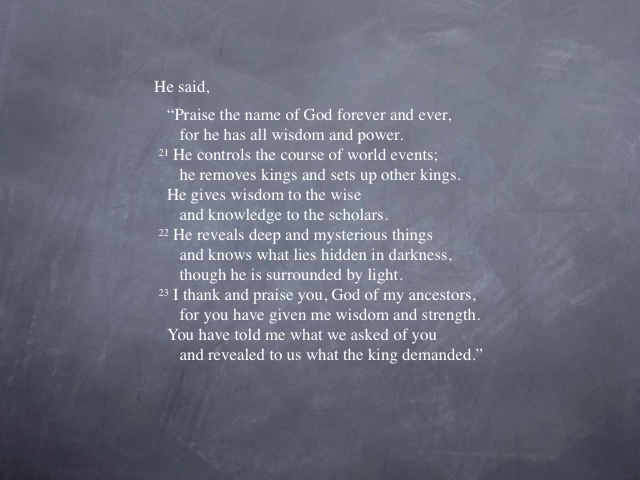 He said,
“Praise the name of God forever and ever,
for he has all wisdom and power.
21 He controls the course of world events;
he removes kings and sets up other kings.
He gives wisdom to the wise
and knowledge to the scholars.
22 He reveals deep and mysterious things
and knows what lies hidden in darkness,
though he is surrounded by light.
23 I thank and praise you, God of my ancestors,
for you have given me wisdom and strength.
You have told me what we asked of you
and revealed to us what the king demanded.”